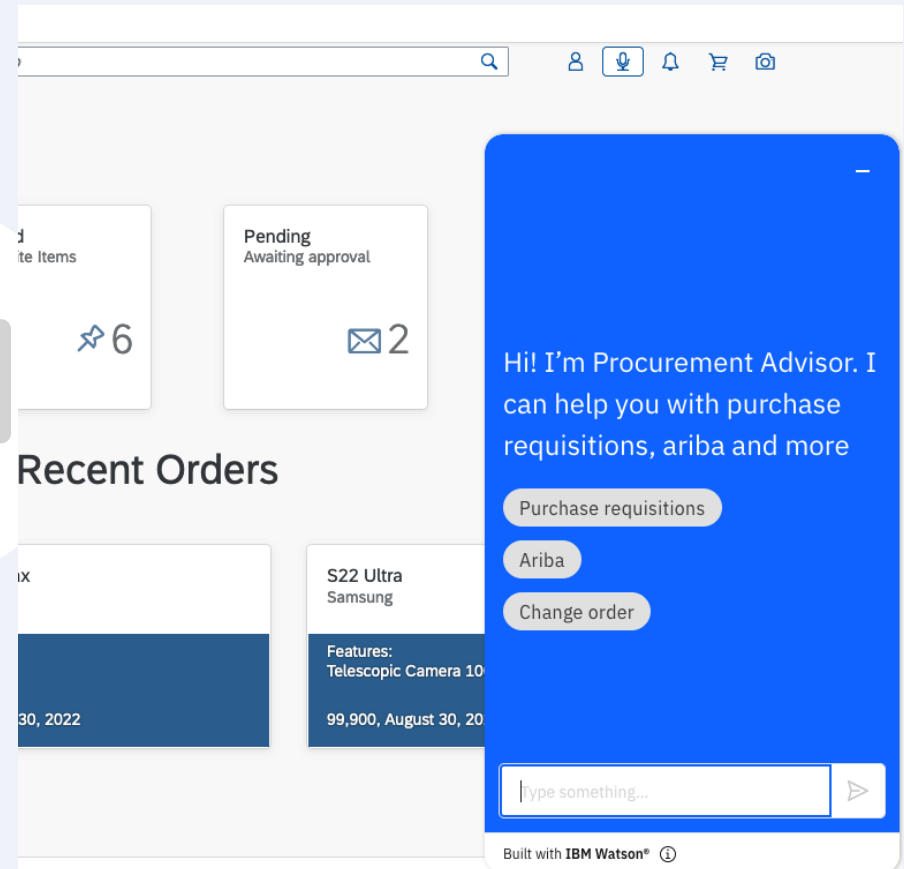 Pending
ite Items
Awaiting approval
6
2
Recent Orders
S22 Ultra
Samsung
Features:
Telescopic Camera 10
30, 2022
99,900, August 30, 20
Hi! I’m Procurement Advisor. I
can help you with purchase
requisitions, ariba and more
Purchase requisitions
Ariba
Change order
Type something...
Built with IBM Watson®